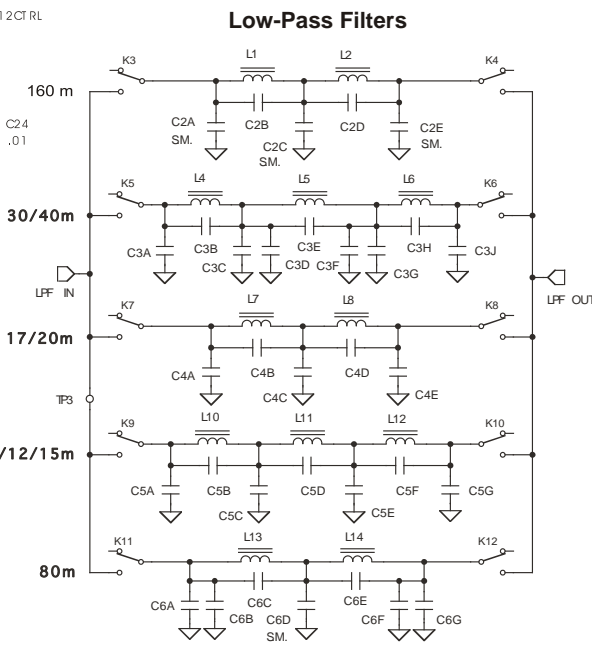 12CTRL
Low-Pass Filters
K3
L1
L2
K4
160 m
C24
.01
C2A
SM.
C2B
C2C
SM.
C2D
C2E
SM.
K5
L4
L5
L6
K6
30/40m
C3A
C3B
C3C
C3D
C3E
C3F
C3G
C3H
C3J
LPF IN
LPF OUT
K7
L7
L8
K8
17/20m
C4A
C4B
C4C
C4D
C4E
TP3
K9
L10
L11
L12
K10
/12/15m
C5A
C5B
C5C
C5D
C5E
C5F
C5G
K11
L13
L14
K12
80m
C6A
C6B
C6C
C6D
SM.
C6E
C6F
C6G